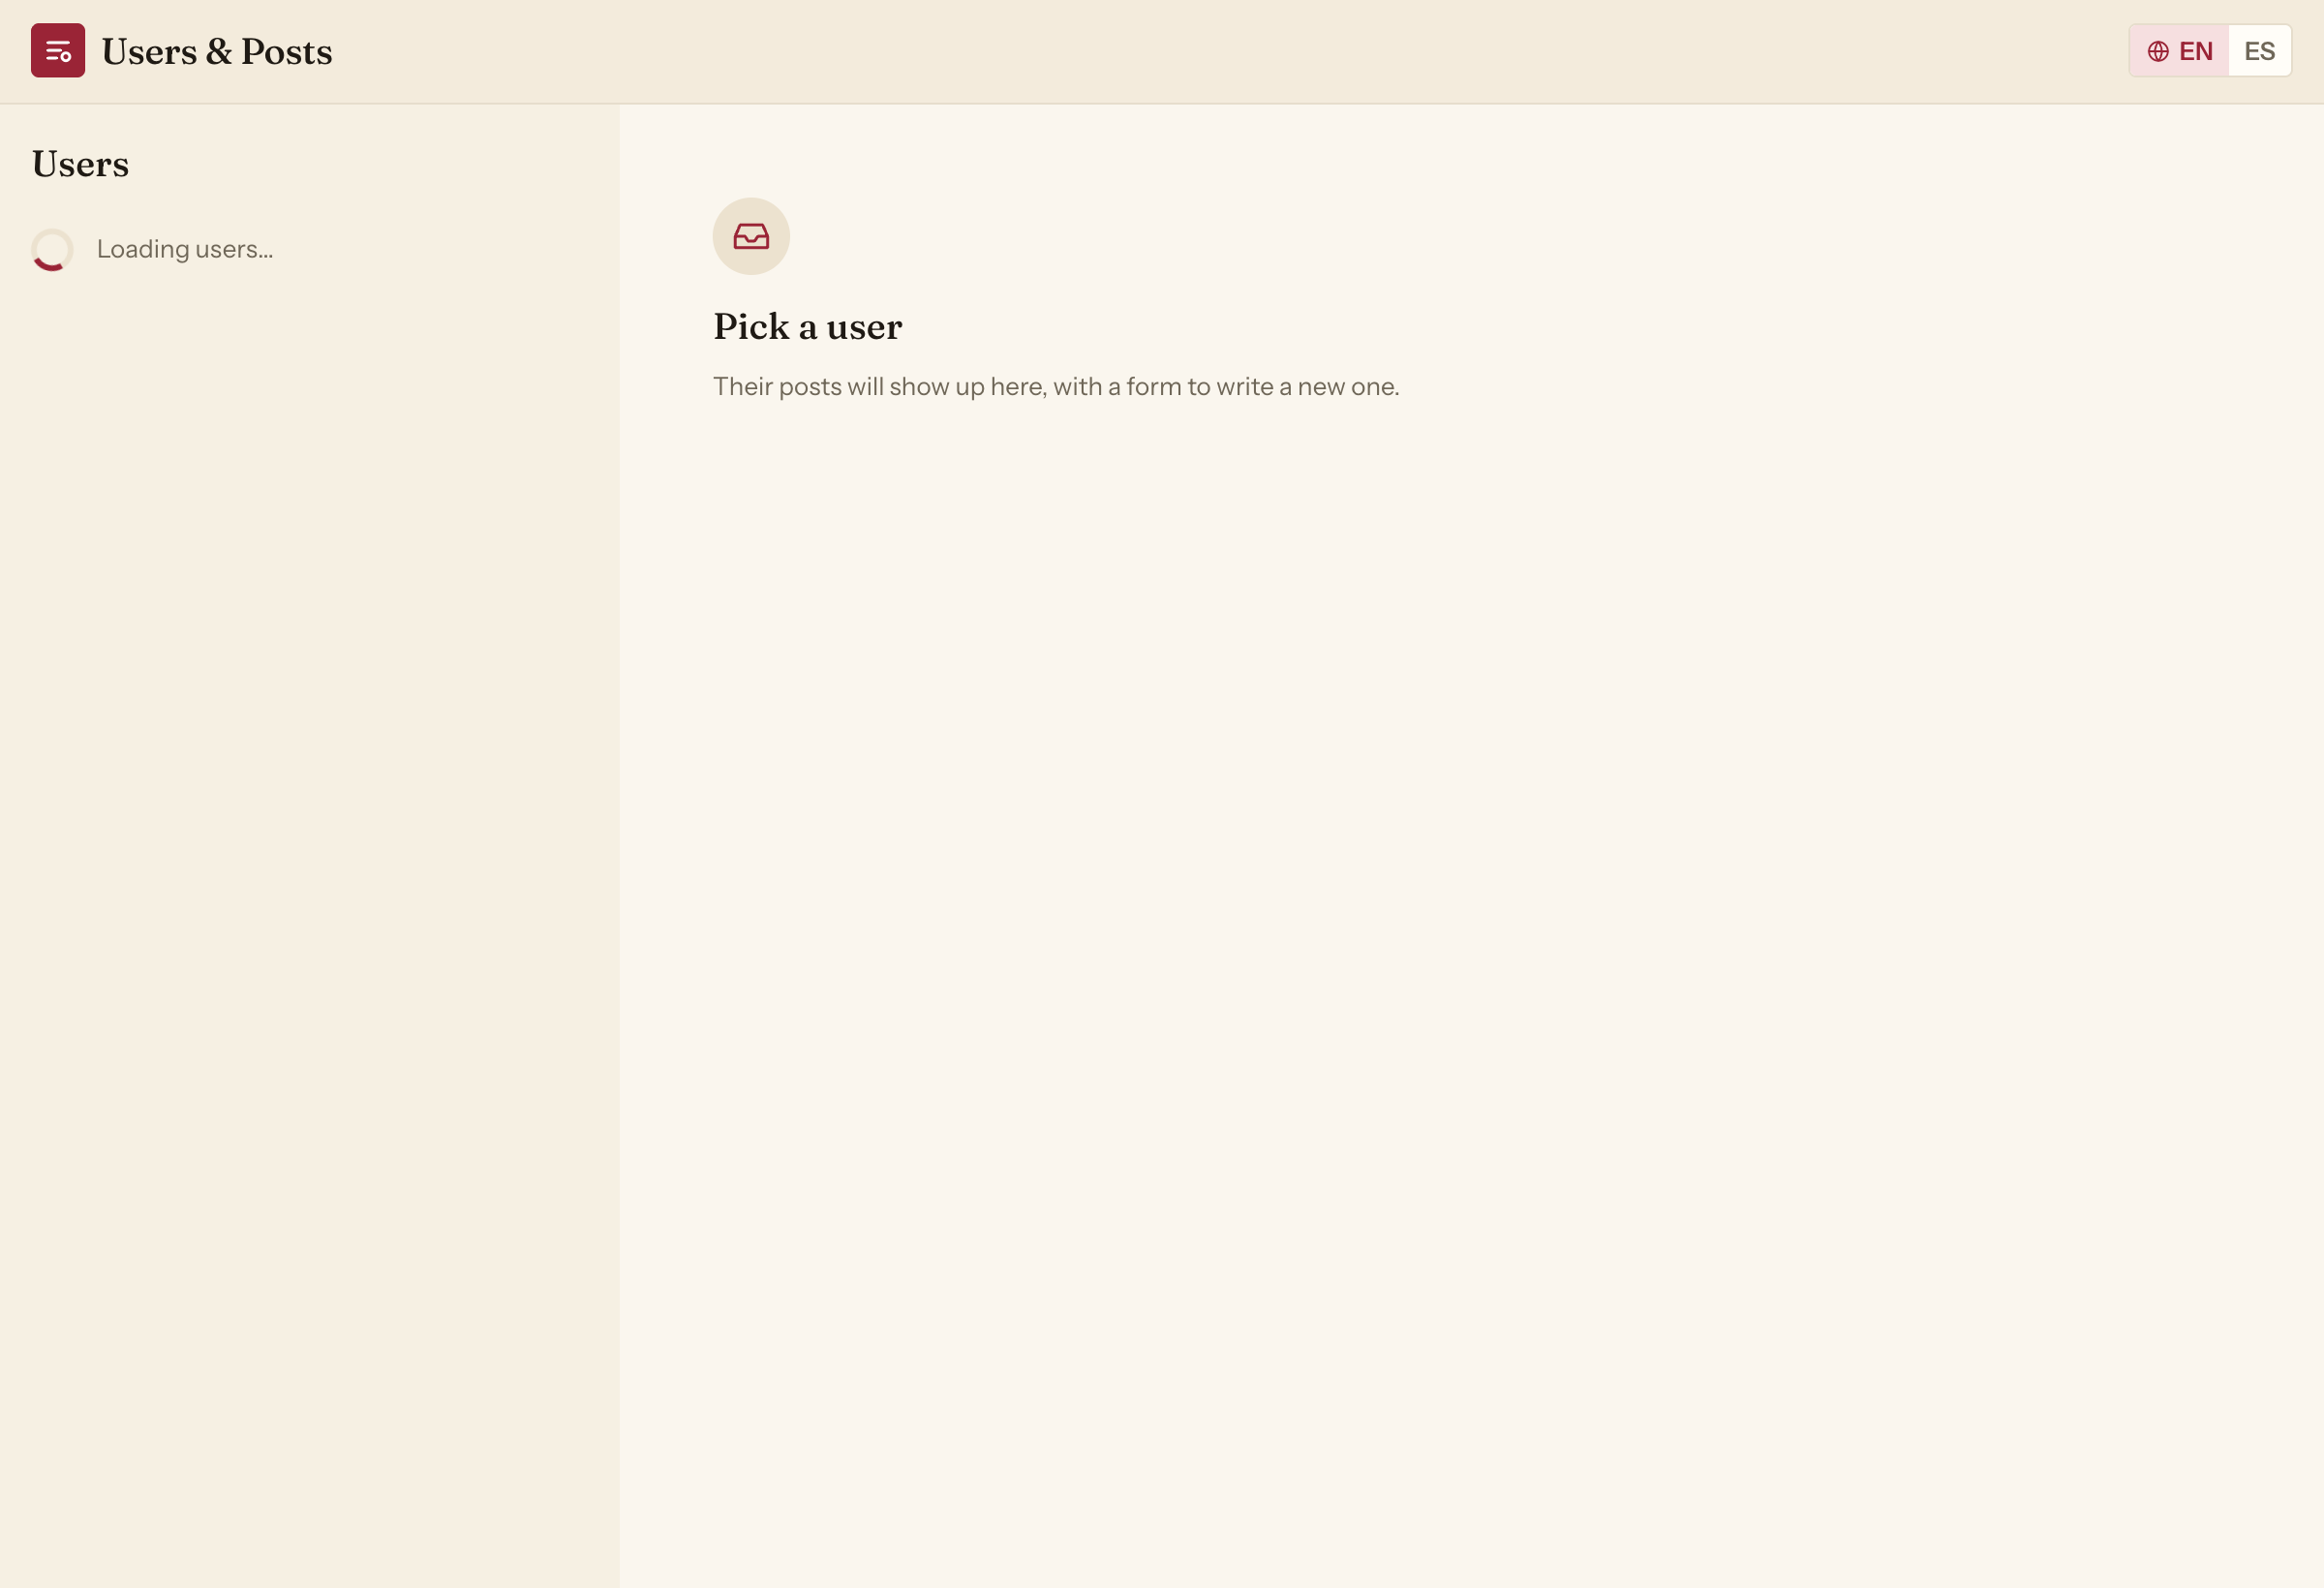 Users & Posts
EN ES
Users
Loading users...
Pick a user
Their posts will show up here, with a form to write a new one.